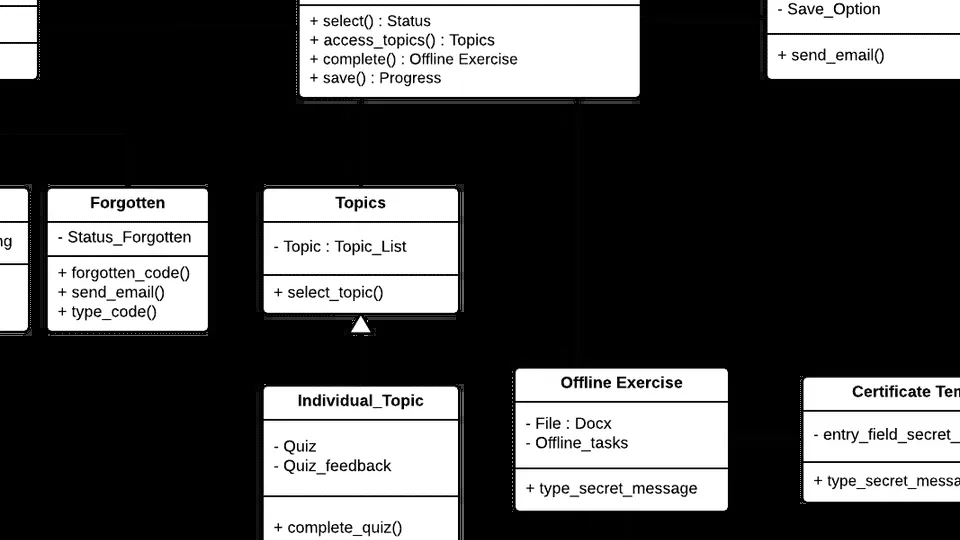 + select() : Status
+ access_topics() : Topics
+ complete() : Offline Exercise
+ save() : Progress
- Save_Option
+ send_email()
ng
Forgotten
- Status_Forgotten
+ forgotten_code()
+ send_email()
+ type_code()
Topics
- Topic : Topic_List
+ select_topic()
Individual_Topic
- Quiz
- Quiz_feedback
+ complete_quiz()
Offline Exercise
- File : Docx
- Offline_tasks
+ type_secret_message
Certificate Tem
- entry_field_secret_
+ type_secret_messa